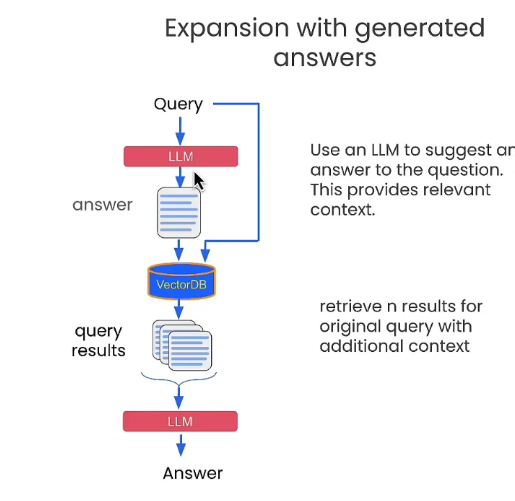 Expansion with generated
answers
Query
LLM
Use an LLM to suggest an
answer to the question.
This provides relevant
context.
answer
VectorDB
retrieve n results for
original query with
additional context
query
results
LLM
Answer